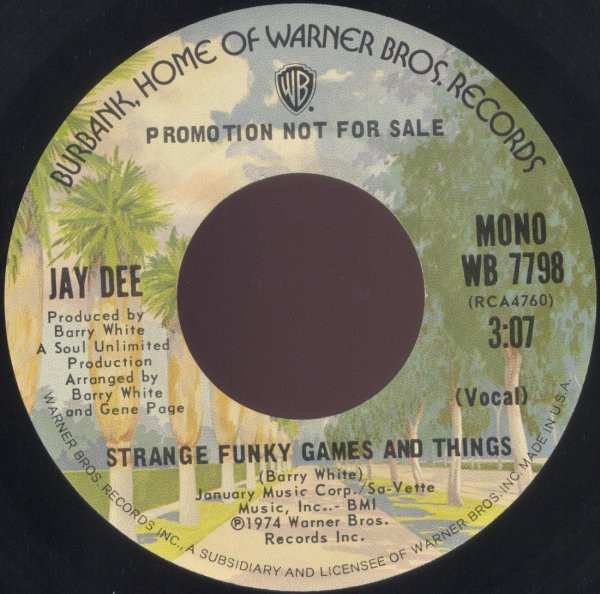 BURBANK, HOME OF WARNER BROS. RECORDS
WB
PROMOTION NOT FOR SALE
JAY DEE
Produced by
Barry White
A Soul Unlimited
Production
Arranged by
Barry White
and Gene Page
MONO
WB 7798
(RCA4760)
3:07
(Vocal)
STRANGE FUNKY GAMES AND THINGS
(Barry White)
January Music Corp./Sa-Vette
Music, Inc..- BMI
℗1974 Warner Bros.
Records Inc.
WARNER BROS. RECORDS INC., A SUBSIDIARY AND LICENSEE OF WARNER BROS. INC. MADE IN U.S.A.